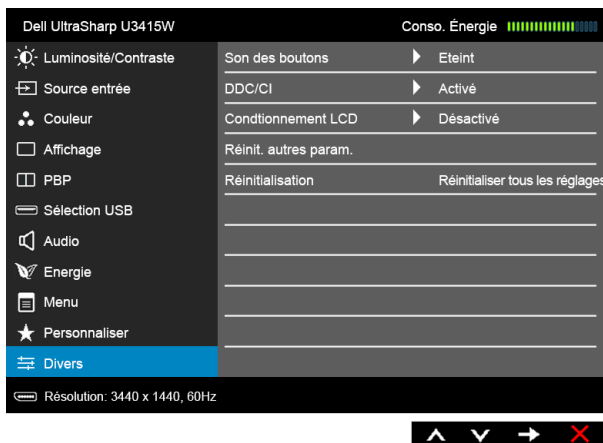 Dell UltraSharp U3415W Conso. Énergie
Luminosité/Contraste Son des boutons Eteint
Source entrée DDC/CI Activé
Couleur Condtionnement LCD Désactivé
Affichage Réinit. autres param.
PBP Réinitialisation Réinitialiser tous les réglages
Sélection USB
Audio
Energie
Menu
Personnaliser
Divers
Résolution: 3440 x 1440, 60Hz